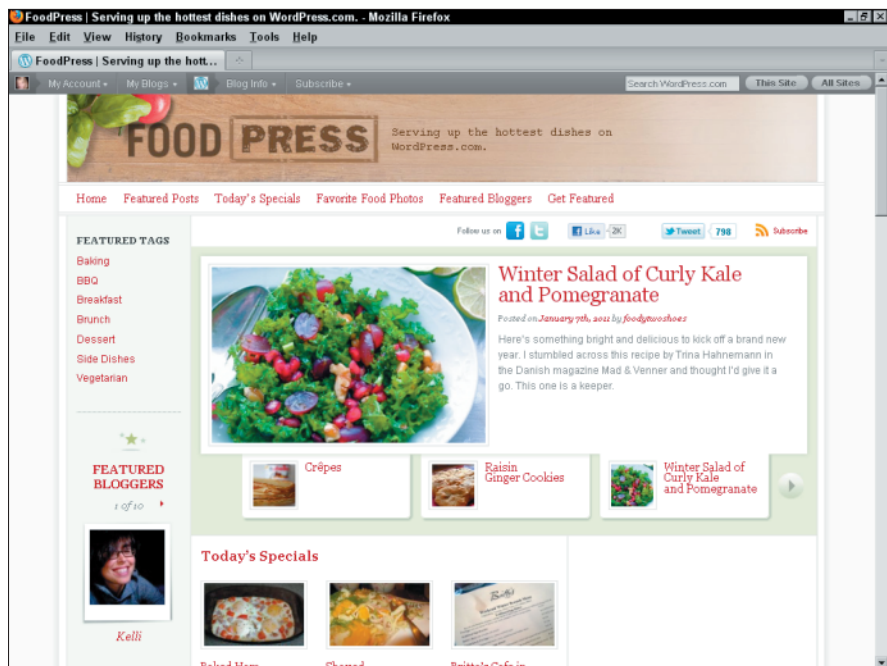 FoodPress | Serving up the hottest dishes on WordPress.com. - Mozilla Firefox
File Edit View History Bookmarks Tools Help
FoodPress | Serving up the hott...
My Account My Blogs Blog Info Subscribe Search WordPress.com This Site All Sites
FOOD PRESS
Serving up the hottest dishes on
WordPress.com.
Home Featured Posts Today's Specials Favorite Food Photos Featured Bloggers Get Featured
Follow us on Like 2K Tweet 798 Subscribe
FEATURED TAGS
Baking
BBQ
Breakfast
Brunch
Dessert
Side Dishes
Vegetarian
FEATURED
BLOGGERS
1 of 10
Kelli
Winter Salad of Curly Kale
and Pomegranate
Posted on January 7th, 2011 by foodytwoshoes
Here's something bright and delicious to kick off a brand new
year. I stumbled across this recipe by Trina Hahnemann in
the Danish magazine Mad & Venner and thought I'd give it a
go. This one is a keeper.
Crêpes
Raisin
Ginger Cookies
Winter Salad of
Curly Kale
and Pomegranate
Today's Specials
Baked Ham
Shaved
Britta's Cafe in